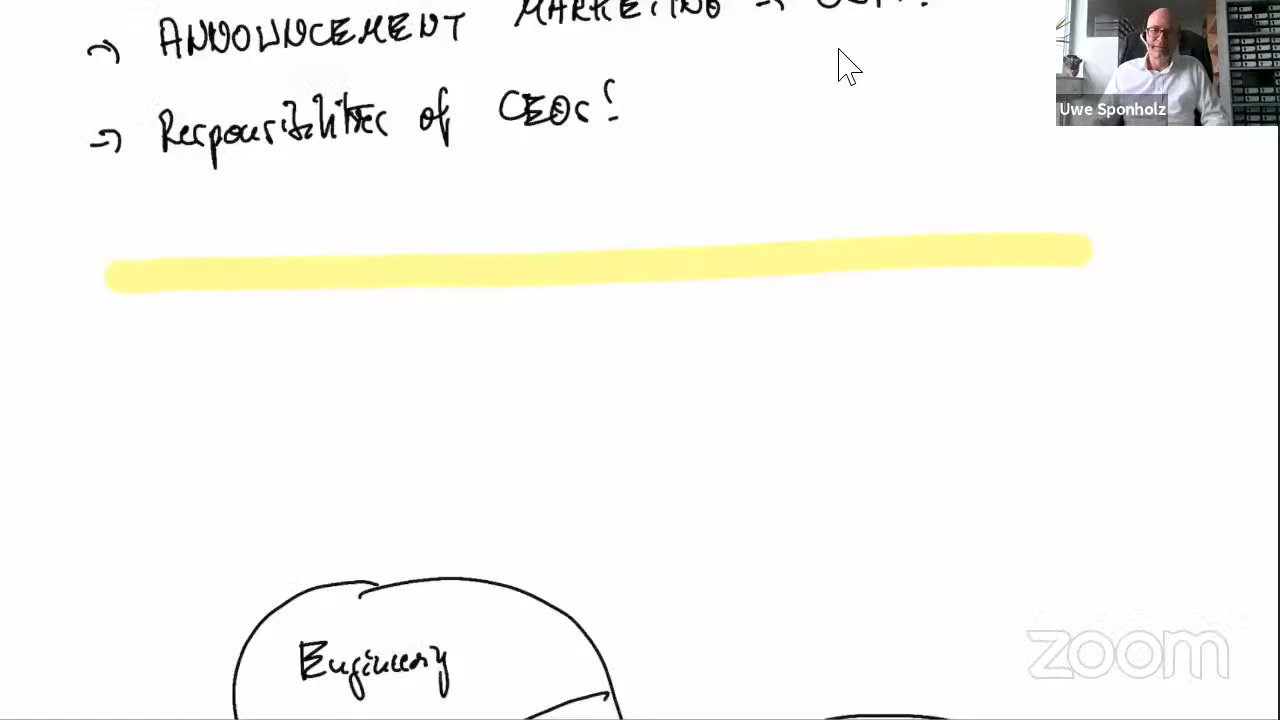 → ANNOUNCEMENT MARKETING →
→ Responsibilities of CEOs?
Uwe Sponholz
Engineering
zoom